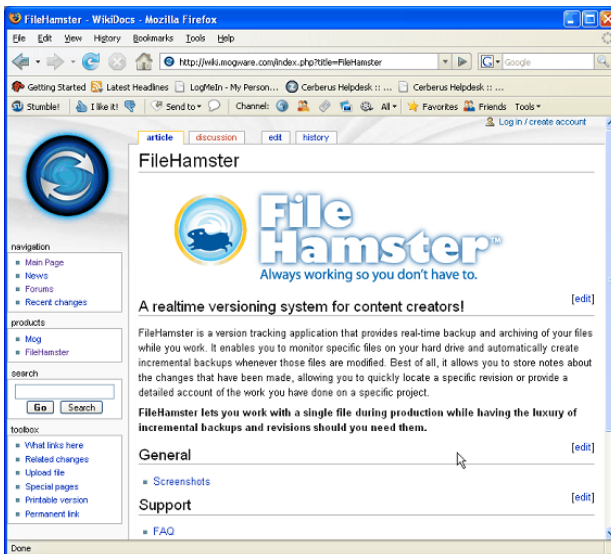 FileHamster - WikiDocs - Mozilla Firefox
File Edit View History Bookmarks Tools Help
http://wiki.mogware.com/index.php?title=FileHamster
G Google
Getting Started Latest Headlines LogMeIn - My Person... Cerberus Helpdesk :: ... Cerberus Helpdesk :: ...
Stumble! I like it! Send to Channel: All Favorites Friends Tools
Log in / create account
article discussion edit history
FileHamster
File
Hamster™
Always working so you don't have to.
navigation
Main Page
News
Forums
Recent changes
products
Mog
FileHamster
search
Go Search
toolbox
What links here
Related changes
Upload file
Special pages
Printable version
Permanent link
A realtime versioning system for content creators! [edit]
FileHamster is a version tracking application that provides real-time backup and archiving of your files
while you work. It enables you to monitor specific files on your hard drive and automatically create
incremental backups whenever those files are modified. Best of all, it allows you to store notes about
the changes that have been made, allowing you to quickly locate a specific revision or provide a
detailed account of the work you have done on a specific project.
FileHamster lets you work with a single file during production while having the luxury of
incremental backups and revisions should you need them.
General [edit]
Screenshots
Support [edit]
FAQ
Done